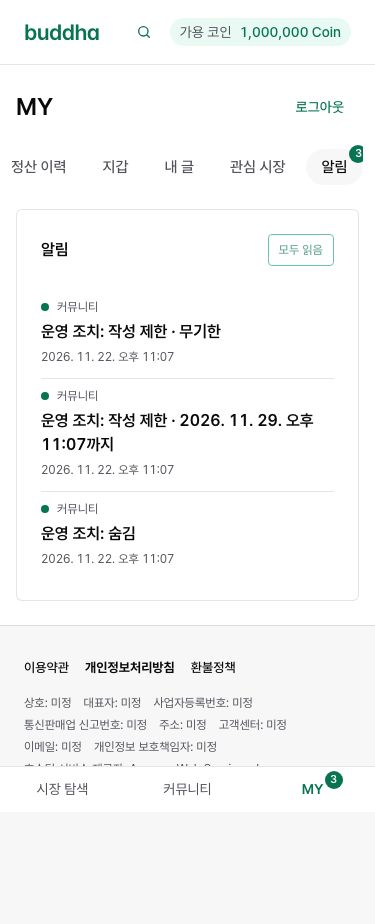 buddha
가용 코인 1,000,000 Coin
MY
로그아웃
정산 이력
지갑
내 글
관심 시장
알림
3
알림
모두 읽음
커뮤니티
운영 조치: 작성 제한 · 무기한
2026. 11. 22. 오후 11:07
커뮤니티
운영 조치: 작성 제한 · 2026. 11. 29. 오후
11:07까지
2026. 11. 22. 오후 11:07
커뮤니티
운영 조치: 숨김
2026. 11. 22. 오후 11:07
이용약관 개인정보처리방침 환불정책
상호: 미정 대표자: 미정 사업자등록번호: 미정
통신판매업 신고번호: 미정 주소: 미정 고객센터: 미정
이메일: 미정 개인정보 보호책임자: 미정
시장 탐색
커뮤니티
MY
3